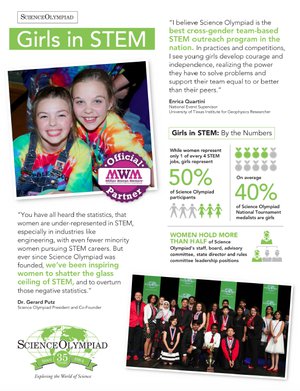 SCIENCEOLYMPIAD
Girls in STEM
"I believe Science Olympiad is the
best cross-gender team-based
STEM outreach program in the
nation. In practices and competitions,
I see young girls develop courage and
independence, realizing the power
they have to solve problems and
support their team equal to or better
than their peers."
Enrica Quartini
National Event Supervisor
University of Texas Institute for Geophysics Researcher
Official
MWM
Partner
Girls in STEM: By the Numbers
While women represent
only 1 of every 4 STEM
jobs, girls represent
50%
of Science Olympiad
participants
On average
40%
of Science Olympiad
National Tournament
medalists are girls
WOMEN HOLD MORE
THAN HALF of Science
Olympiad's staff, board, advisory
committee, state director and rules
committee leadership positions
"You have all heard the statistics, that
women are under-represented in STEM,
especially in industries like
engineering, with even fewer minority
women pursuing STEM careers. But
ever since Science Olympiad was
founded, we've been inspiring
women to shatter the glass
ceiling of STEM, and to overturn
those negative statistics."
Dr. Gerard Putz
Science Olympiad President and Co-Founder
SCIENCEOLYMPIAD
35
Exploring the World of Science